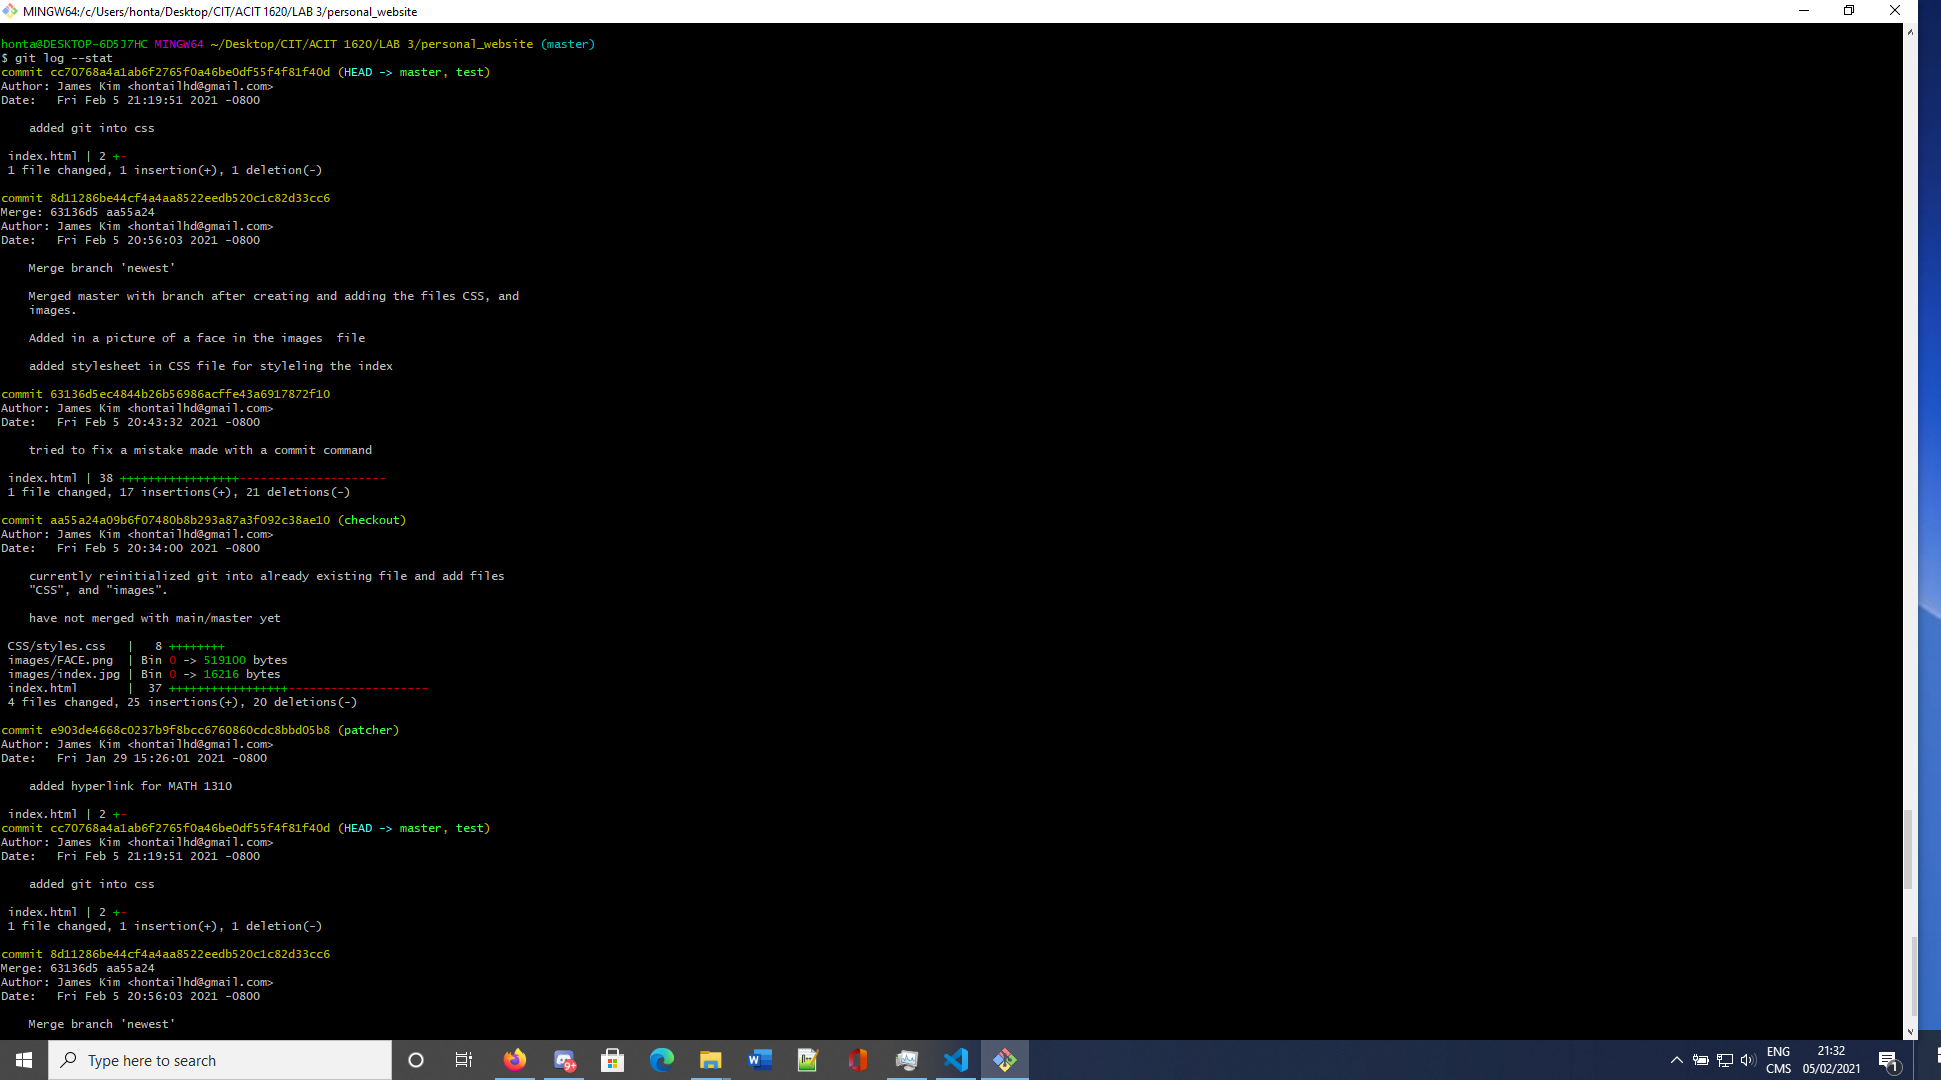 MINGW64:/c/Users/honta/Desktop/CIT/ACIT 1620/LAB 3/personal_website
honta@DESKTOP-6D5J7HC MINGW64 ~/Desktop/CIT/ACIT 1620/LAB 3/personal_website (master)
$ git log --stat
commit cc70768a4a1ab6f2765f0a46be0df55f4f81f40d (HEAD -> master, test)
Author: James Kim <hontailhd@gmail.com>
Date:   Fri Feb 5 21:19:51 2021 -0800
added git into css
index.html | 2 +-
1 file changed, 1 insertion(+), 1 deletion(-)
commit 8d11286be44cf4a4aa8522eedb520c1c82d33cc6
Merge: 63136d5 aa55a24
Author: James Kim <hontailhd@gmail.com>
Date:   Fri Feb 5 20:56:03 2021 -0800
Merge branch 'newest'
Merged master with branch after creating and adding the files CSS, and
images.
Added in a picture of a face in the images  file
added stylesheet in CSS file for styleling the index
commit 63136d5ec4844b26b56986acffe43a6917872f10
Author: James Kim <hontailhd@gmail.com>
Date:   Fri Feb 5 20:43:32 2021 -0800
tried to fix a mistake made with a commit command
index.html | 38 +++++++++++++++++---------------------
1 file changed, 17 insertions(+), 21 deletions(-)
commit aa55a24a09b6f07480b8b293a87a3f092c38ae10 (checkout)
Author: James Kim <hontailhd@gmail.com>
Date:   Fri Feb 5 20:34:00 2021 -0800
currently reinitialized git into already existing file and add files
"CSS", and "images".
have not merged with main/master yet
CSS/styles.css   |   8 ++++++++
images/FACE.png  | Bin 0 -> 519100 bytes
images/index.jpg | Bin 0 -> 16216 bytes
index.html       |  37 +++++++++++++++++--------------------
4 files changed, 25 insertions(+), 20 deletions(-)
commit e903de4668c0237b9f8bcc6760860cdc8bbd05b8 (patcher)
Author: James Kim <hontailhd@gmail.com>
Date:   Fri Jan 29 15:26:01 2021 -0800
added hyperlink for MATH 1310
index.html | 2 +-
commit cc70768a4a1ab6f2765f0a46be0df55f4f81f40d (HEAD -> master, test)
Author: James Kim <hontailhd@gmail.com>
Date:   Fri Feb 5 21:19:51 2021 -0800
added git into css
index.html | 2 +-
1 file changed, 1 insertion(+), 1 deletion(-)
commit 8d11286be44cf4a4aa8522eedb520c1c82d33cc6
Merge: 63136d5 aa55a24
Author: James Kim <hontailhd@gmail.com>
Date:   Fri Feb 5 20:56:03 2021 -0800
Merge branch 'newest'
Type here to search
9+
W
ENG
CMS
21:32
05/02/2021
1